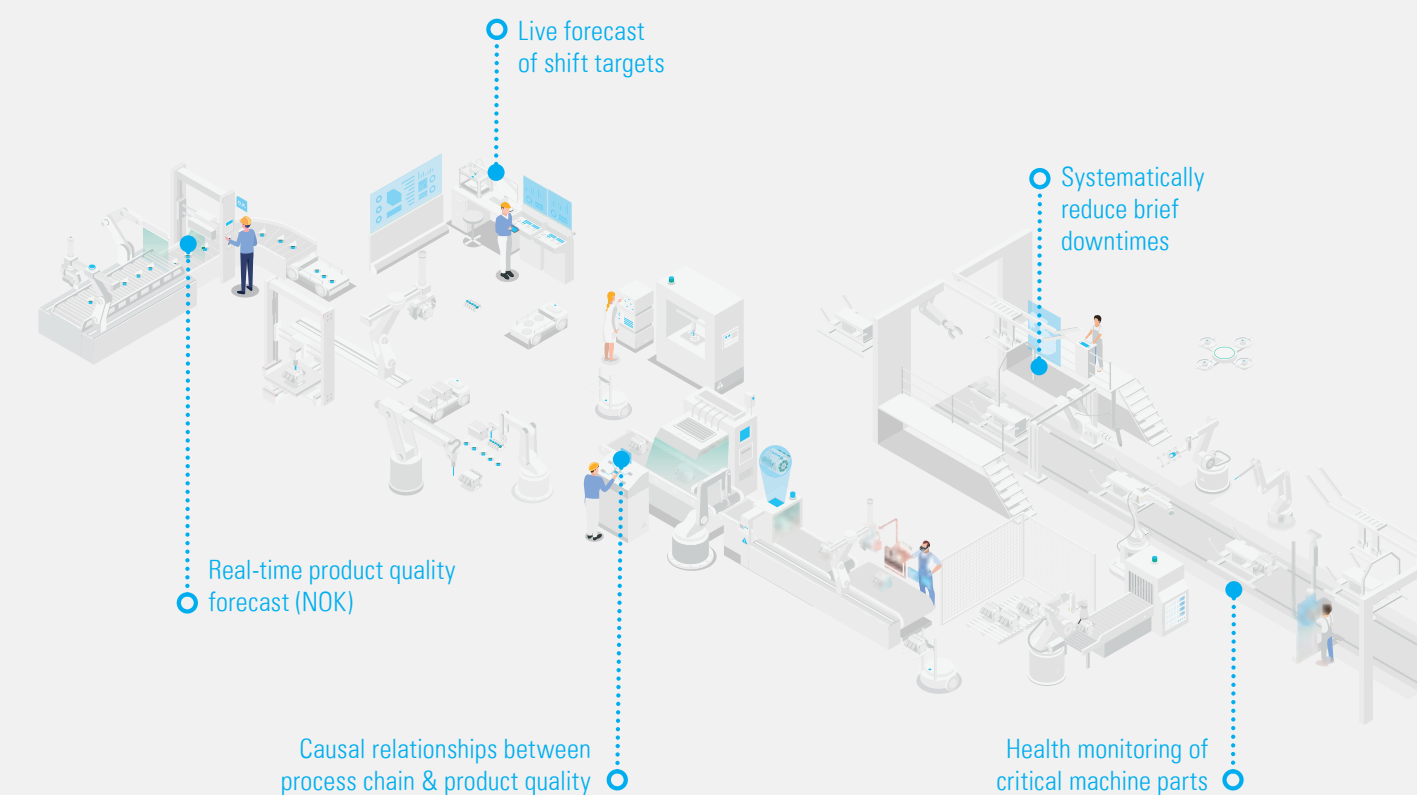 Live forecast
of shift targets
Systematically
reduce brief
downtimes
Real-time product quality
forecast (NOK)
Causal relationships between
process chain & product quality
Health monitoring of
critical machine parts